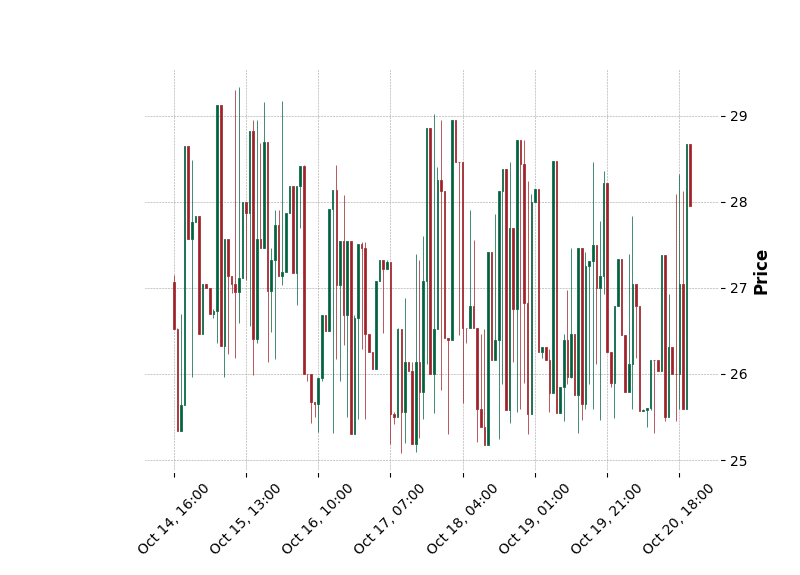 29
28
27
26
25
Price
Oct 14, 16:00
Oct 15, 13:00
Oct 16, 10:00
Oct 17, 07:00
Oct 18, 04:00
Oct 19, 01:00
Oct 19, 21:00
Oct 20, 18:00